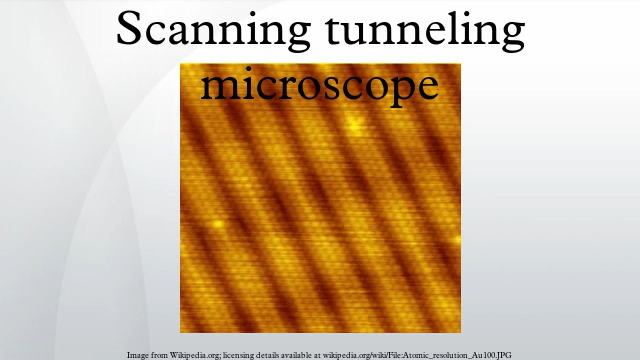 Scanning tunneling
microscope
Image from Wikipedia.org; licensing details available at wikipedia.org/wiki/File:Atomic_resolution_Au100.JPG